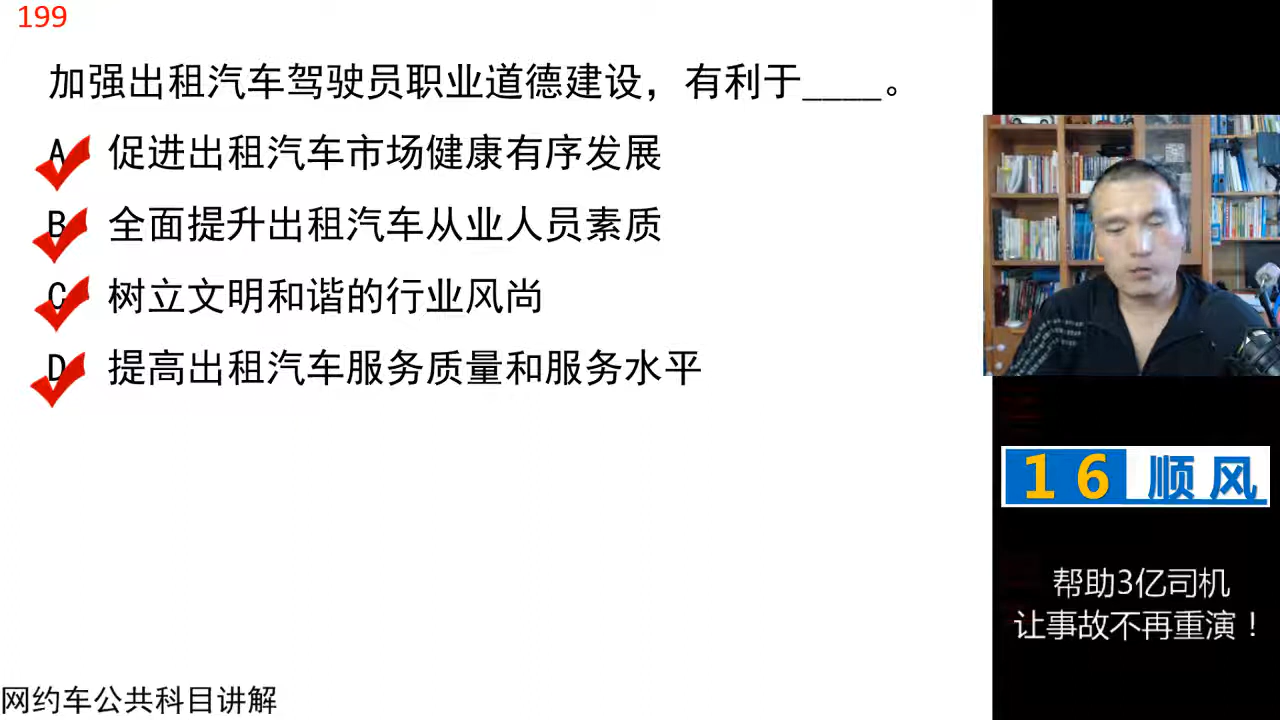 199
加强出租汽车驾驶员职业道德建设，有利于____。
A 促进出租汽车市场健康有序发展
B 全面提升出租汽车从业人员素质
C 树立文明和谐的行业风尚
D 提高出租汽车服务质量和服务水平
16顺风
帮助3亿司机
让事故不再重演！
网约车公共科目讲解